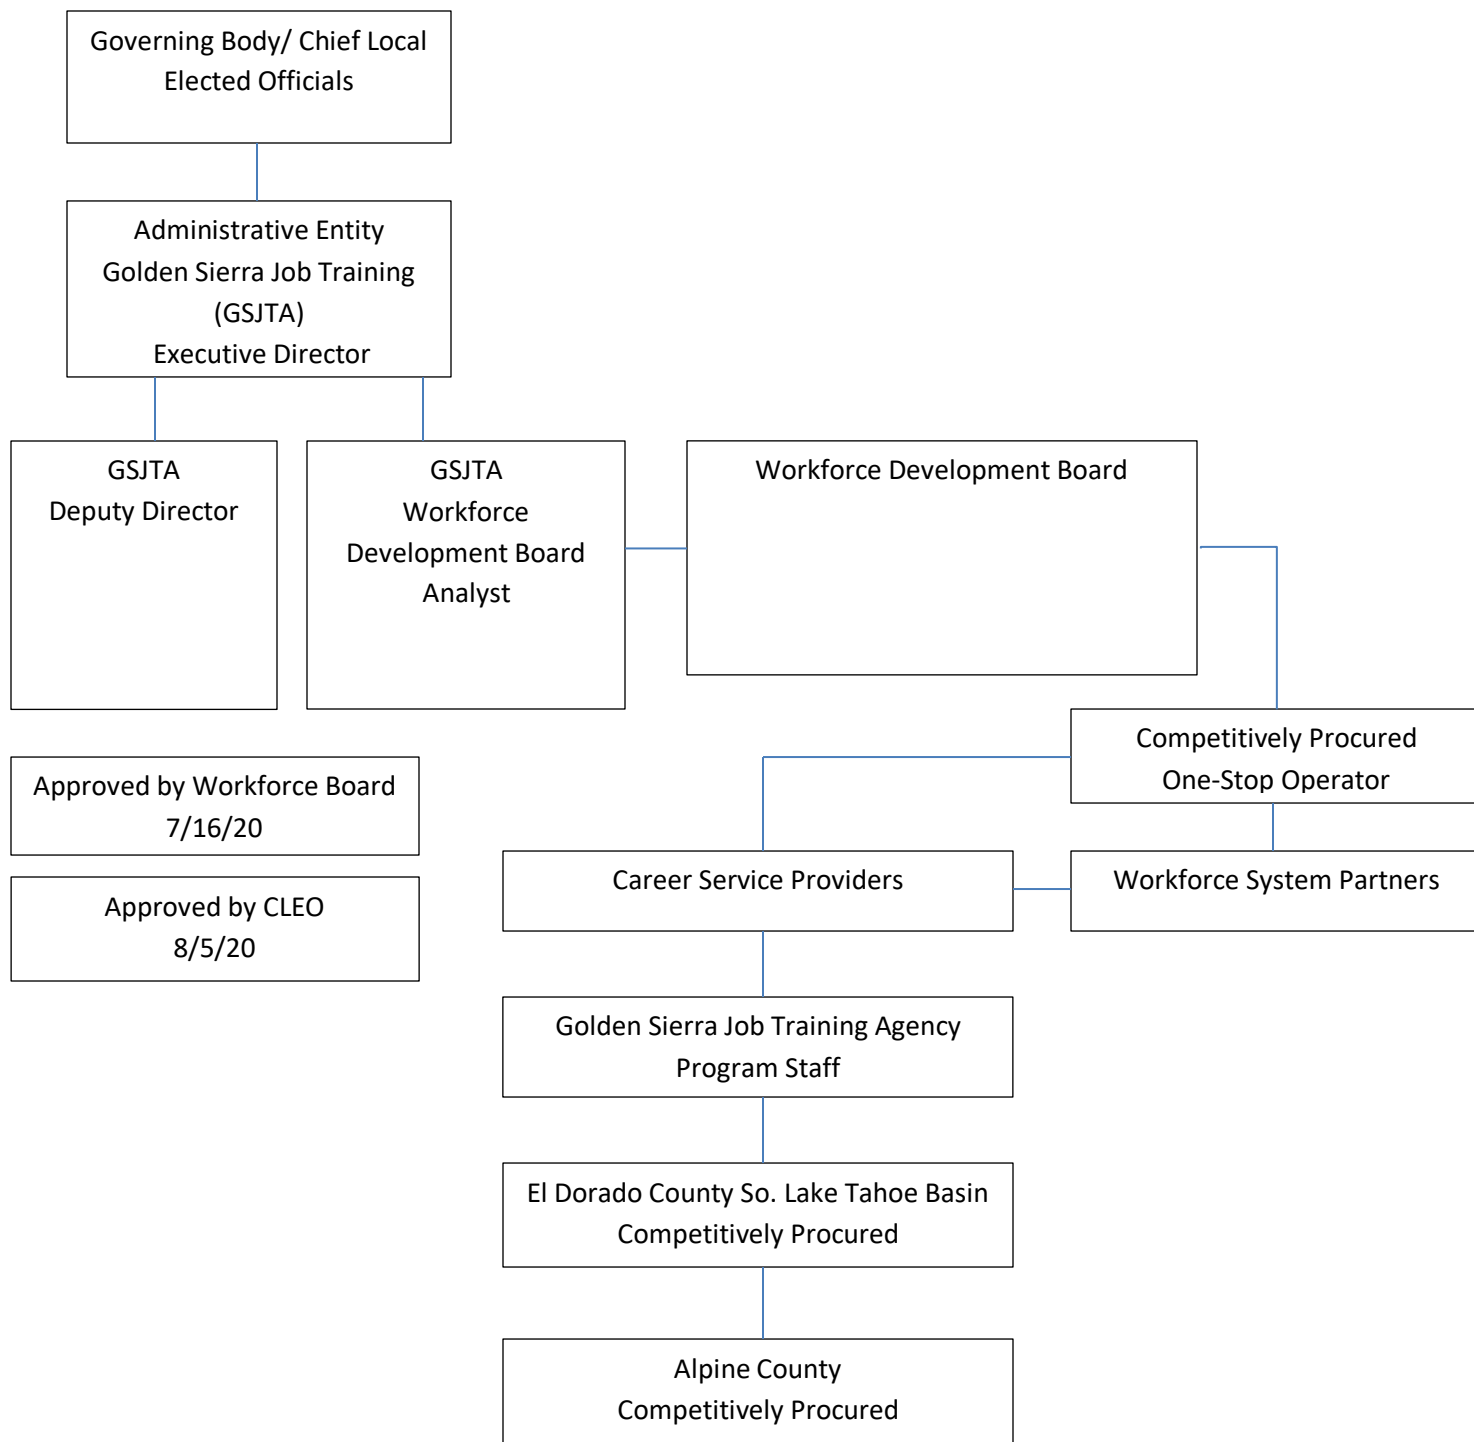 Governing Body/ Chief Local
Elected Officials
Administrative Entity
Golden Sierra Job Training
(GSJTA)
Executive Director
GSJTA
Deputy Director
GSJTA
Workforce
Development Board
Analyst
Workforce Development Board
Competitively Procured
One-Stop Operator
Approved by Workforce Board
7/16/20
Career Service Providers
Workforce System Partners
Approved by CLEO
8/5/20
Golden Sierra Job Training Agency
Program Staff
El Dorado County So. Lake Tahoe Basin
Competitively Procured
Alpine County
Competitively Procured